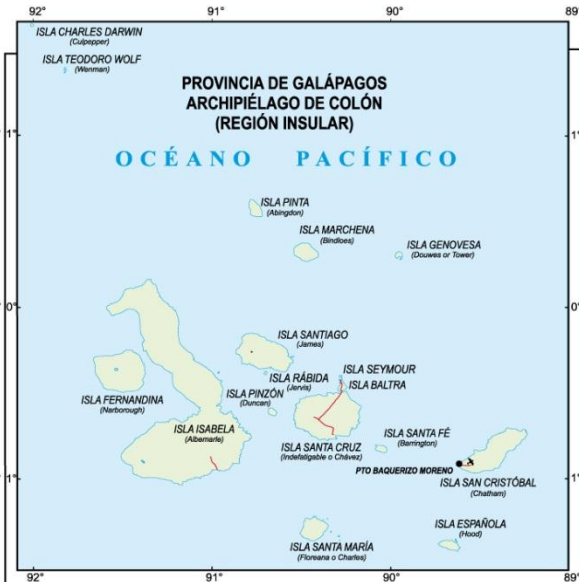 92°
91°
90°
89°
ISLA CHARLES DARWIN
(Culpepper)
ISLA TEODORO WOLF
(Wenman)
PROVINCIA DE GALÁPAGOS
ARCHIPIÉLAGO DE COLÓN
(REGIÓN INSULAR)
1°
1°
OCÉANO PACÍFICO
ISLA PINTA
(Abingdon)
ISLA MARCHENA
(Bindloes)
ISLA GENOVESA
(Douwes or Tower)
0°
0°
ISLA SANTIAGO
(James)
ISLA SEYMOUR
ISLA RÁBIDA
(Jervis)
ISLA BALTRA
ISLA FERNANDINA
(Narborough)
ISLA PINZÓN
(Duncan)
ISLA ISABELA
(Albemarle)
ISLA SANTA CRUZ
(Indefatigable o Chávez)
ISLA SANTA FÉ
(Barrington)
PTO BAQUERIZO MORENO
1°
1°
ISLA SAN CRISTÓBAL
(Chatham)
ISLA SANTA MARÍA
(Floreana o Charles)
ISLA ESPAÑOLA
(Hood)
92°
91°
90°
89°